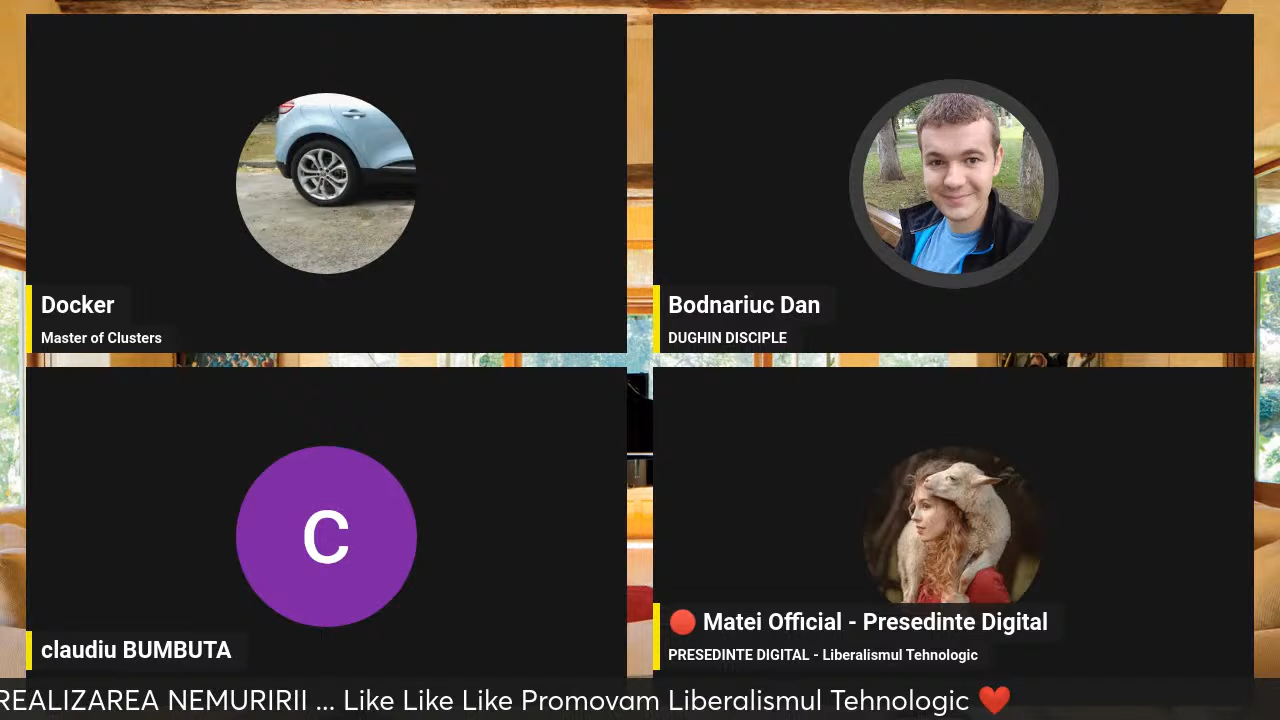 Docker
Master of Clusters
Bodnariuc Dan
DUGHIN DISCIPLE
C
claudiu BUMBUTA
🔴 Matei Official - Presedinte Digital
PRESEDINTE DIGITAL - Liberalismul Tehnologic
REALIZAREA NEMURIRII ... Like Like Like Promovam Liberalismul Tehnologic ❤️